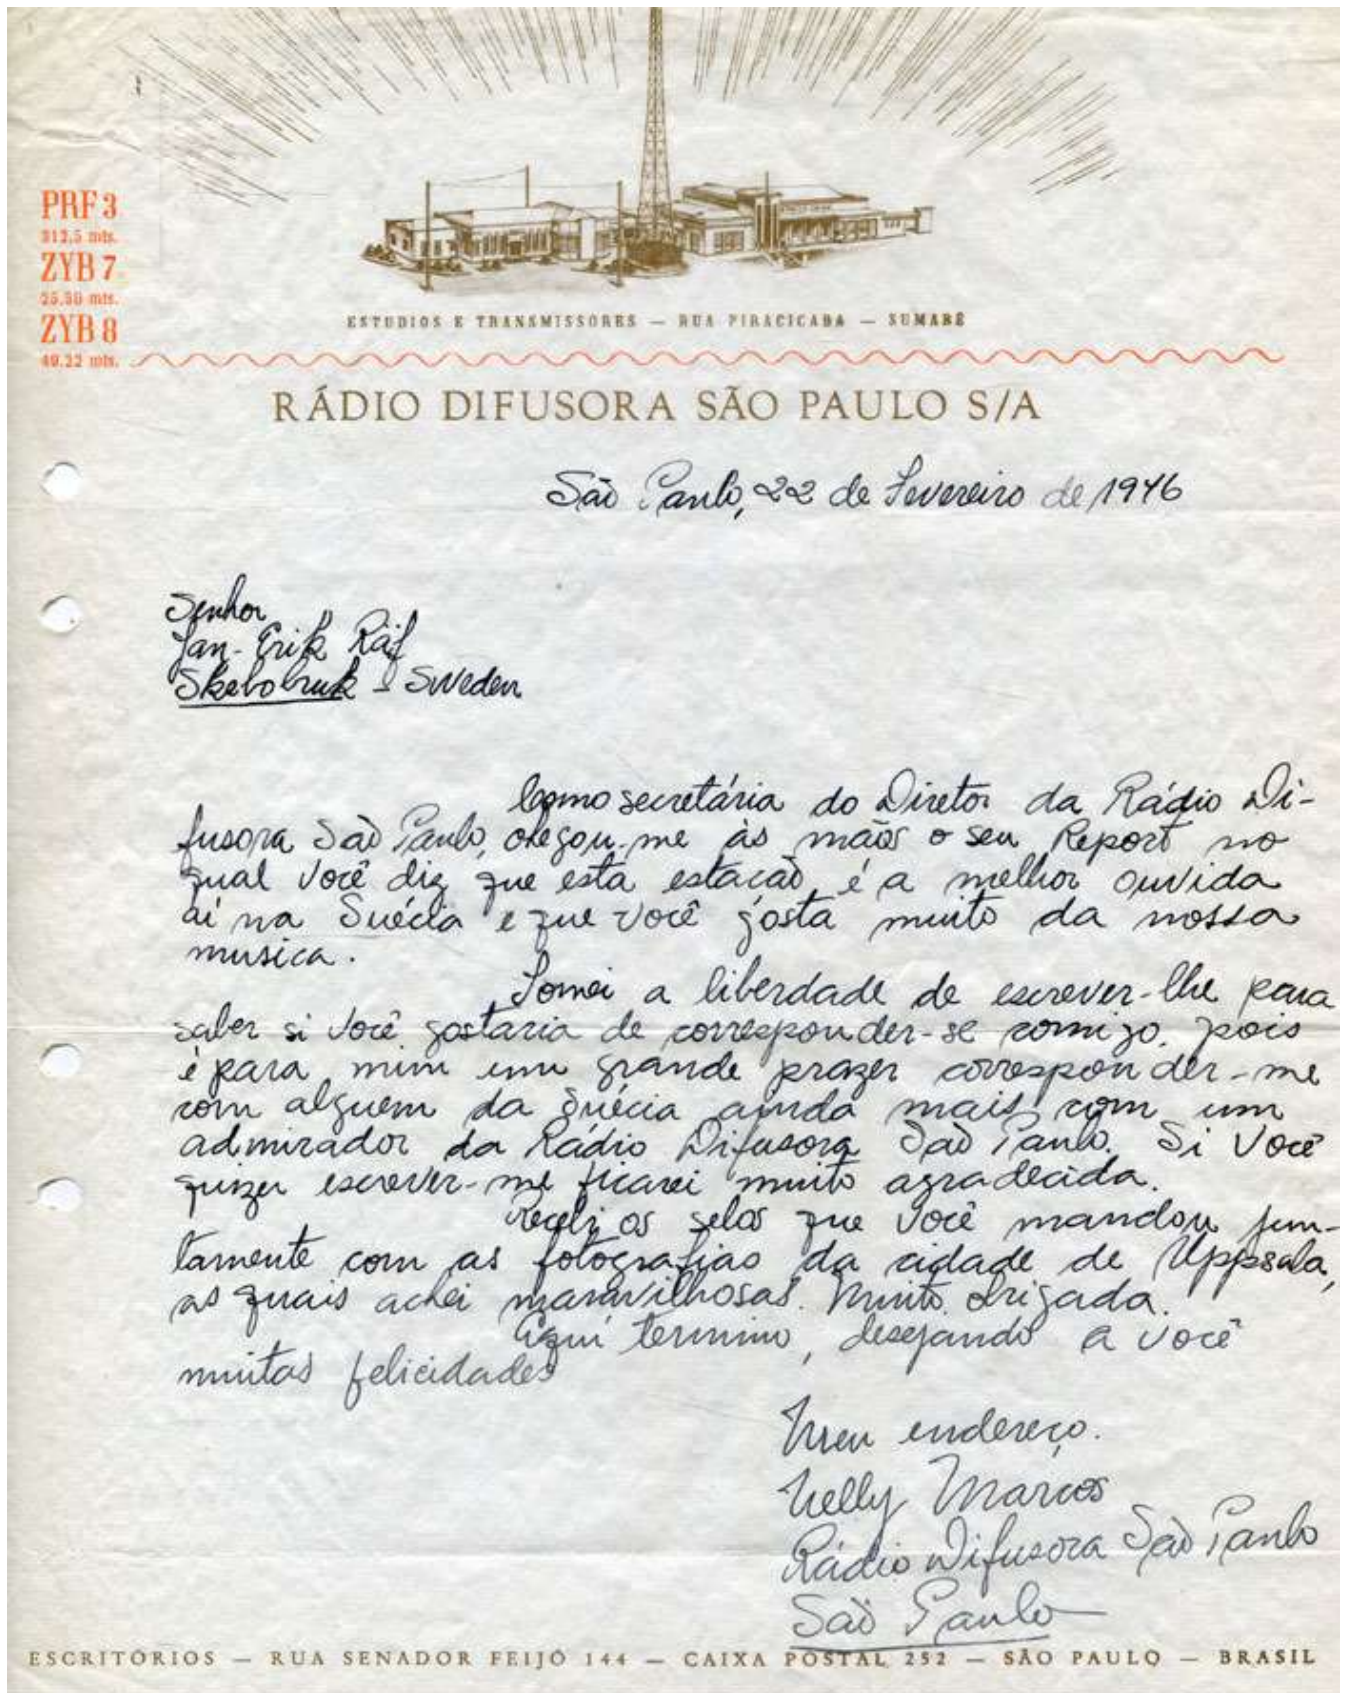 PRF 3
312,5 mts.
ZYB 7
25,50 mts.
ZYB 8
49.22 mts.
ESTUDIOS E TRANSMISSORES — RUA PIRACICABA — SUMARÉ
RÁDIO DIFUSORA SÃO PAULO S/A
São Paulo, 22 de Fevereiro de 1946
Senhor
Jan-Erik Räf
Skebobruk - Sweden
Como secretária do Diretor da Rádio Di-
fusora São Paulo, chegou-me às mãos o seu Report no
qual você diz que esta estacão é a melhor ouvida
aí na Suécia e que você gosta muito da nossa
musica.
Tomei a liberdade de escrever-lhe para
saber si você gostaria de corresponder-se comigo, pois
é para mim um grande prazer corresponder-me
com alguem da Suécia ainda mais com um
admirador da Rádio Difusora São Paulo. Si Você
quizer escrever-me ficarei muito agradecida.
Recebi os selos que você mandou jun-
tamente com as fotografias da cidade de Uppsala,
as quais achei maravilhosas. Muito obrigada.
Aqui termino, desejando a você
muitas felicidades
Meu endereço.
Nelly Marcos
Rádio Difusora São Paulo
São Paulo
ESCRITÓRIOS — RUA SENADOR FEIJÓ 144 — CAIXA POSTAL 252 — SÃO PAULO — BRASIL